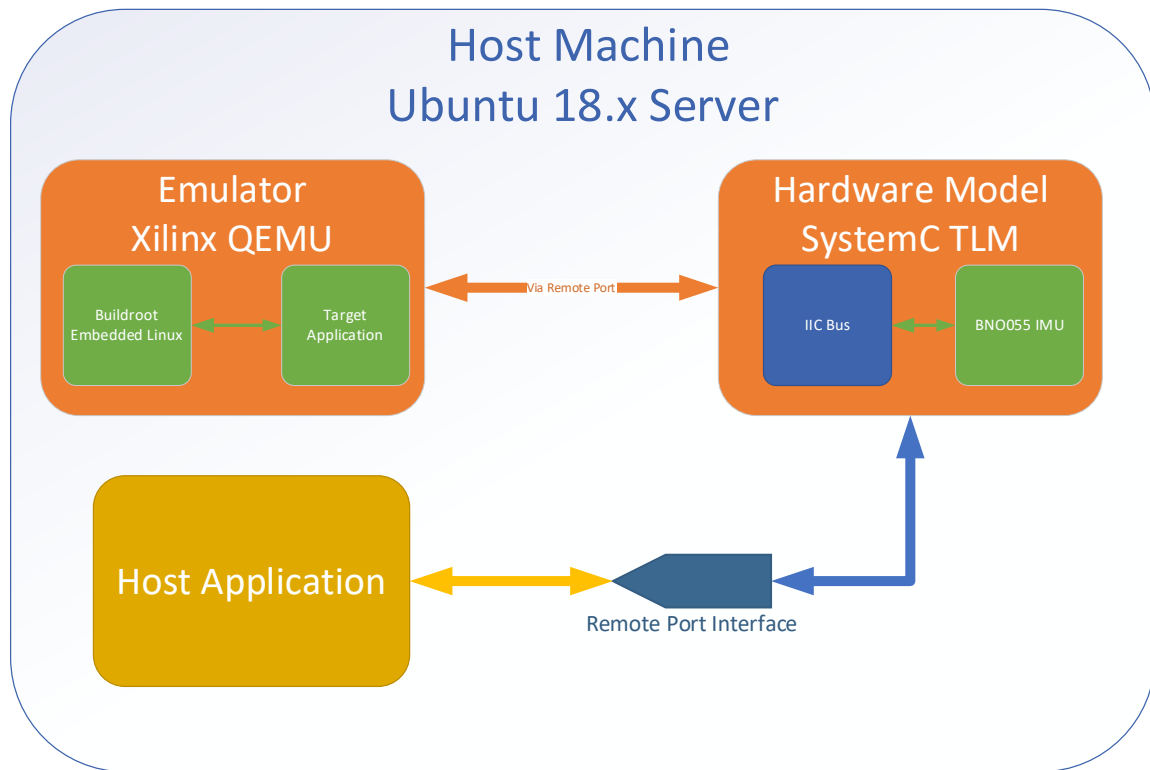 Host Machine
Ubuntu 18.x Server
Emulator
Xilinx QEMU
Buildroot
Embedded Linux
Target
Application
Via Remote Port
Hardware Model
SystemC TLM
IIC Bus
BNO055 IMU
Host Application
Remote Port Interface